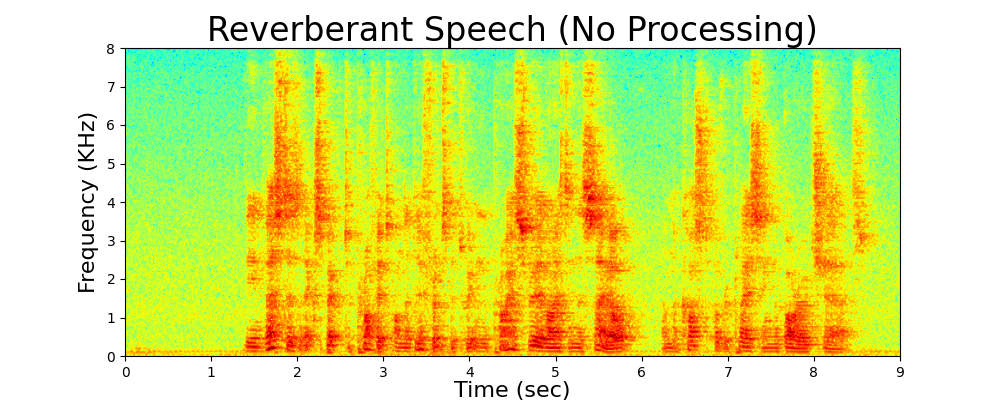 Reverberant Speech (No Processing)
8
7
6
5
4
3
2
1
0
Frequency (KHz)
0 1 2 3 4 5 6 7 8 9
Time (sec)